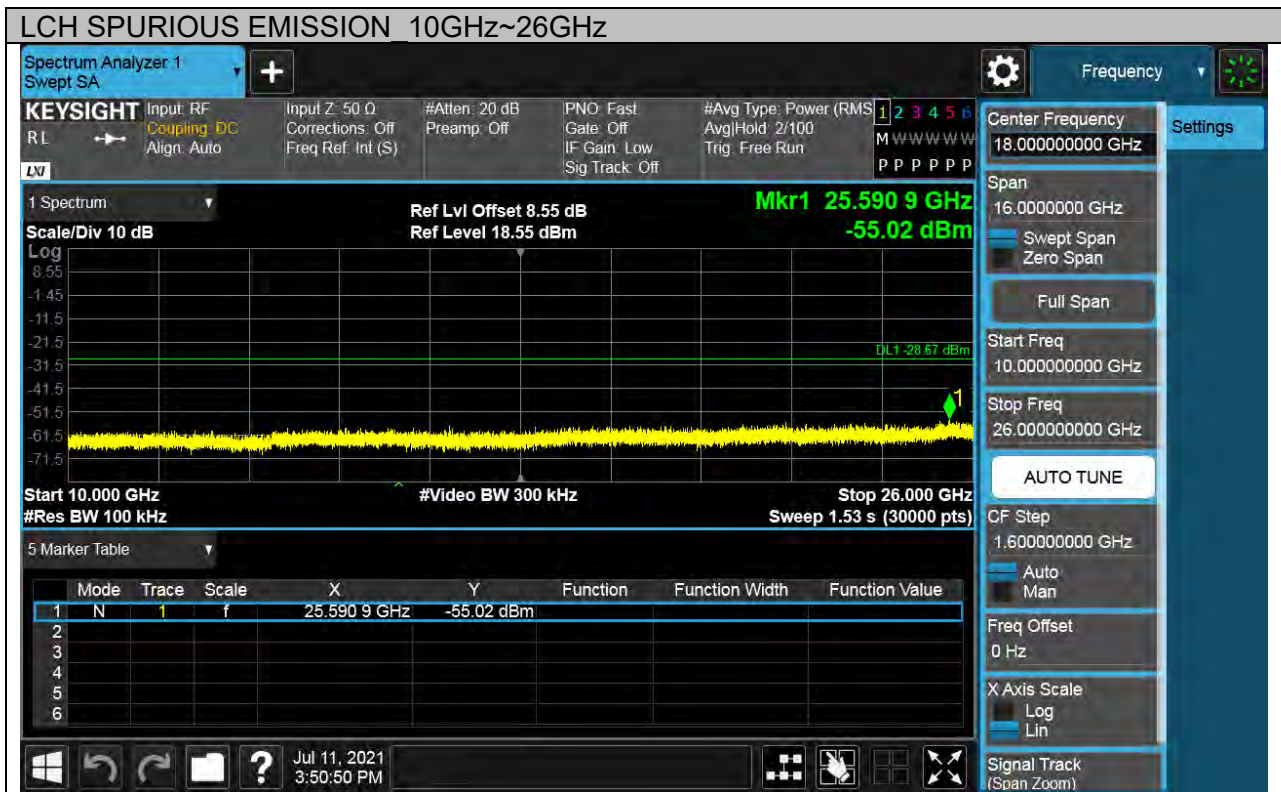 LCH SPURIOUS EMISSION_10GHz~26GHz
Spectrum Analyzer 1
Swept SA
+
Frequency
KEYSIGHT
RL
LXI
Input: RF
Coupling: DC
Align: Auto
Input Z: 50 Ω
Corrections: Off
Freq Ref: Int (S)
#Atten: 20 dB
Preamp: Off
PNO: Fast
Gate: Off
IF Gain: Low
Sig Track: Off
#Avg Type: Power (RMS
Avg|Hold: 2/100
Trig: Free Run
1 2 3 4 5 6
M W W W W W
P P P P P P
1 Spectrum
Scale/Div 10 dB
Ref Lvl Offset 8.55 dB
Ref Level 18.55 dBm
Mkr1 25.590 9 GHz
-55.02 dBm
Log
8.55
-1.45
-11.5
-21.5
-31.5
-41.5
-51.5
-61.5
-71.5
DL1 -28.67 dBm
1
Start 10.000 GHz
#Video BW 300 kHz
Stop 26.000 GHz
#Res BW 100 kHz
Sweep 1.53 s (30000 pts)
5 Marker Table
Mode Trace Scale X Y Function Function Width Function Value
1 N 1 f 25.590 9 GHz -55.02 dBm
2
3
4
5
6
Jul 11, 2021
3:50:50 PM
?
Center Frequency
18.000000000 GHz
Settings
Span
16.0000000 GHz
Swept Span
Zero Span
Full Span
Start Freq
10.000000000 GHz
Stop Freq
26.000000000 GHz
AUTO TUNE
CF Step
1.600000000 GHz
Auto
Man
Freq Offset
0 Hz
X Axis Scale
Log
Lin
Signal Track
(Span Zoom)